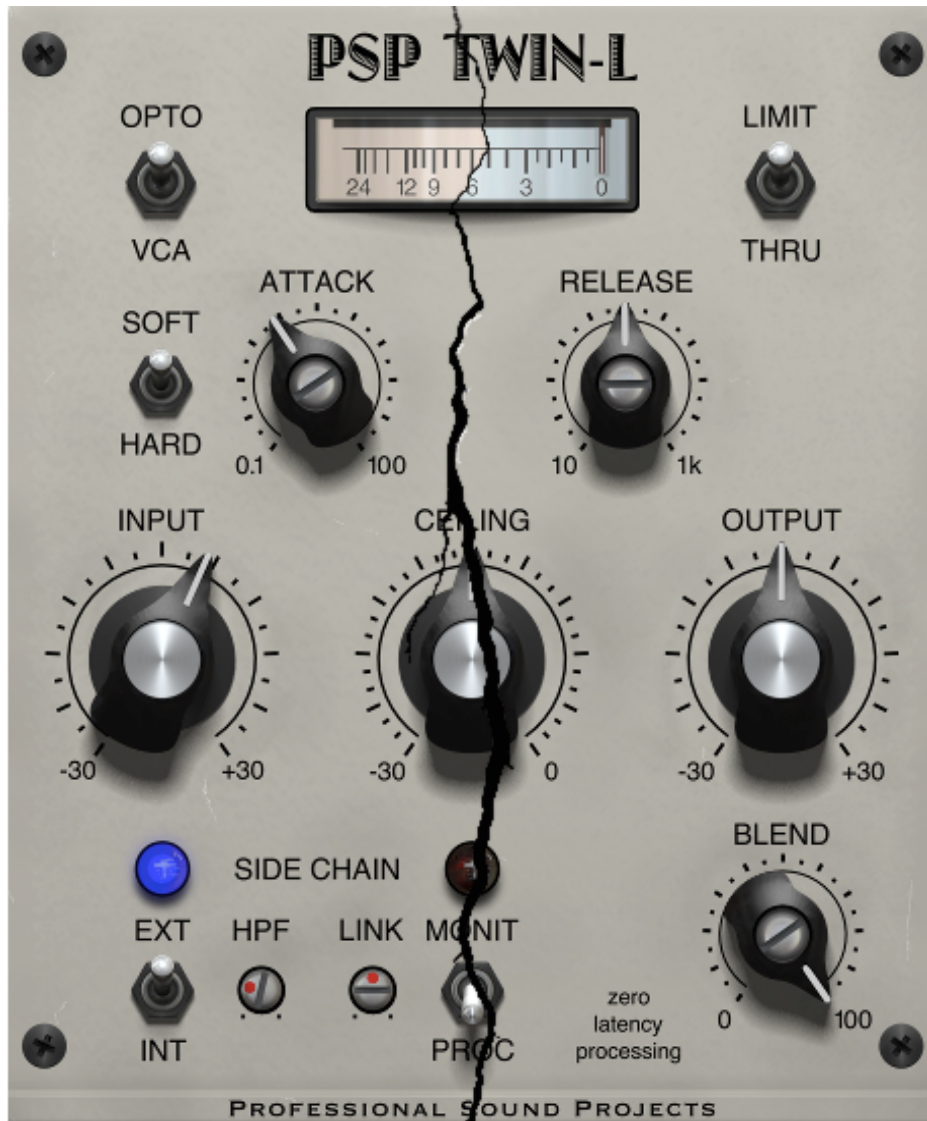 PSP TWIN-L
OPTO
LIMIT
24 12 9 6 3 0
VCA
THRU
ATTACK
RELEASE
SOFT
HARD
0.1 100
10 1k
INPUT
CEILING
OUTPUT
-30 +30
-30 0
-30 +30
BLEND
SIDE CHAIN
EXT HPF LINK MONIT
0 100
zero
latency
processing
INT
PROC
PROFESSIONAL SOUND PROJECTS